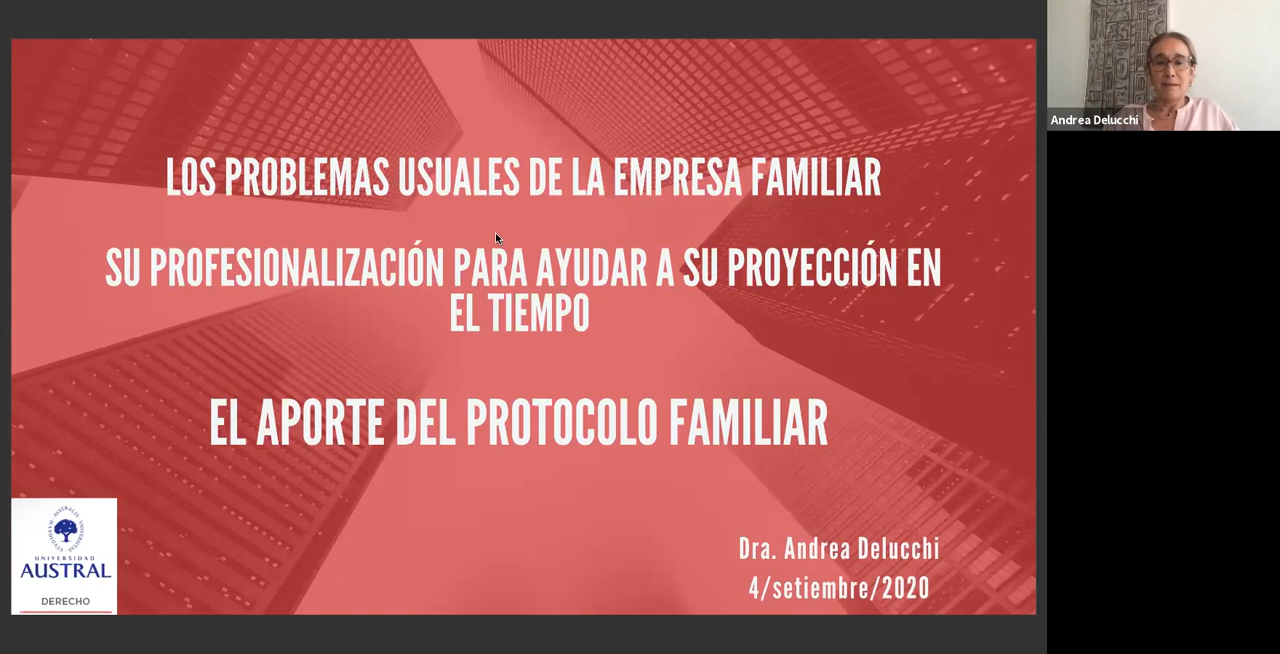 LOS PROBLEMAS USUALES DE LA EMPRESA FAMILIAR
SU PROFESIONALIZACIÓN PARA AYUDAR A SU PROYECCIÓN EN
EL TIEMPO
EL APORTE DEL PROTOCOLO FAMILIAR
Dra. Andrea Delucchi
4/setiembre/2020
UNIVERSIDAD
AUSTRAL
DERECHO
Andrea Delucchi